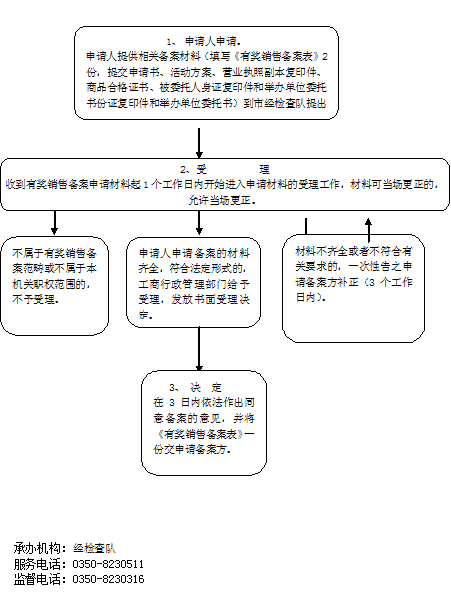 1、 申请人申请。
申请人提供相关备案材料（填写《有奖销售备案表》2
份，提交申请书、活动方案、营业执照副本复印件、
商品合格证书、被委托人身证复印件和举办单位委托
书份证复印件和举办单位委托书）到市经检查队提出
2、受 理
收到有奖销售备案申请材料起1个工作日内开始进入申请材料的受理工作，材料可当场更正的，
允许当场更正。
不属于有奖销售备
案范畴或不属于本
机关职权范围的，
不予受理。
申请人申请备案的材料
齐全，符合法定形式的，
工商行政管理部门给予
受理，发放书面受理决
定。
材料不齐全或者不符合有
关要求的，一次性告之申
请备案方补正（3 个工作
日内）。
3、 决 定
在 3 日内依法作出同
意备案的意见，并将
《有奖销售备案表》一
份交申请备案方。
承办机构：经检查队
服务电话：0350-8230511
监督电话：0350-8230316